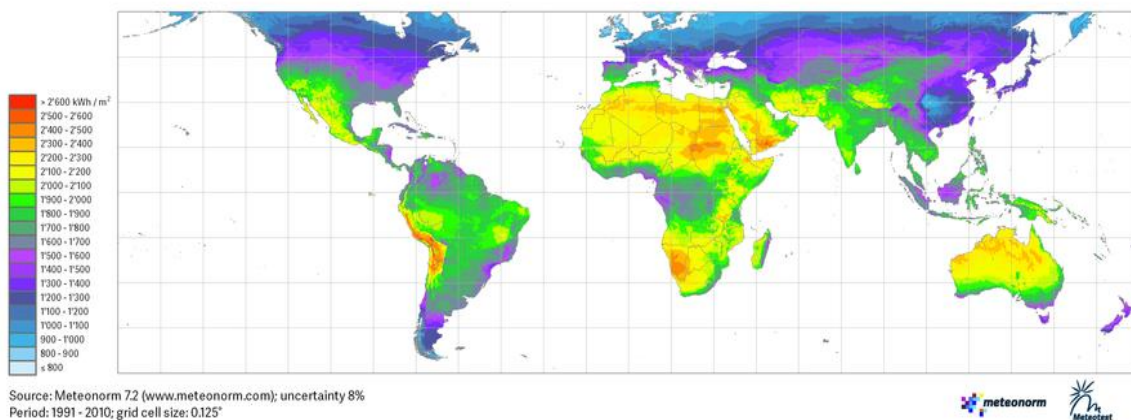 > 2'600 kWh / m²
2'500 - 2'600
2'400 - 2'500
2'300 - 2'400
2'200 - 2'300
2'100 - 2'200
2'000 - 2'100
1'900 - 2'000
1'800 - 1'900
1'700 - 1'800
1'600 - 1'700
1'500 - 1'600
1'400 - 1'500
1'300 - 1'400
1'200 - 1'300
1'100 - 1'200
1'000 - 1'100
900 - 1'000
800 - 900
≤ 800
Source: Meteonorm 7.2 (www.meteonorm.com); uncertainty 8%
Period: 1991 - 2010; grid cell size: 0.125°
meteonorm
Meteotest